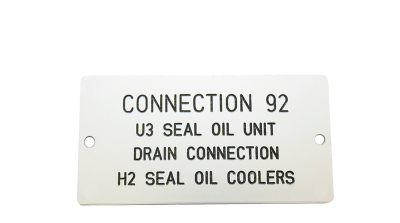 CONNECTION 92
U3 SEAL OIL UNIT
DRAIN CONNECTION
H2 SEAL OIL COOLERS